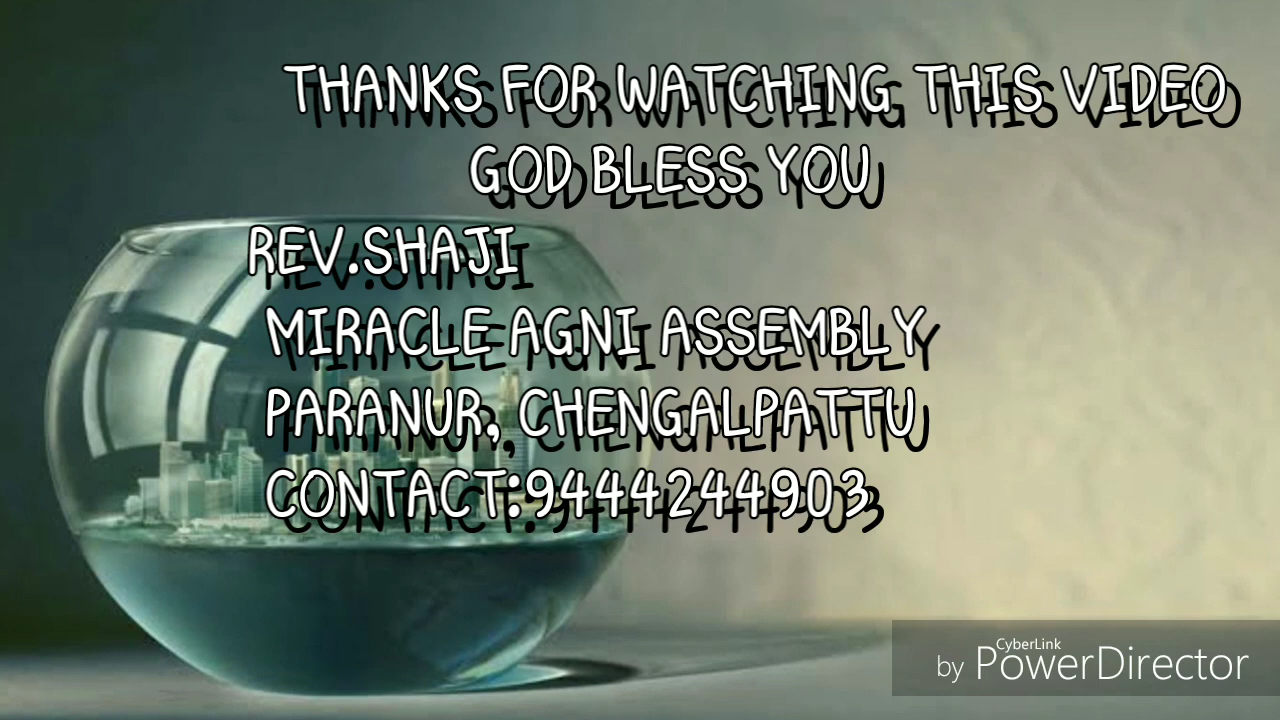 THANKS FOR WATCHING THIS VIDEO
GOD BLESS YOU
REV.SHAJI
MIRACLE AGNI ASSEMBLY
PARANUR, CHENGALPATTU
CONTACT:9444244903
by CyberLink PowerDirector